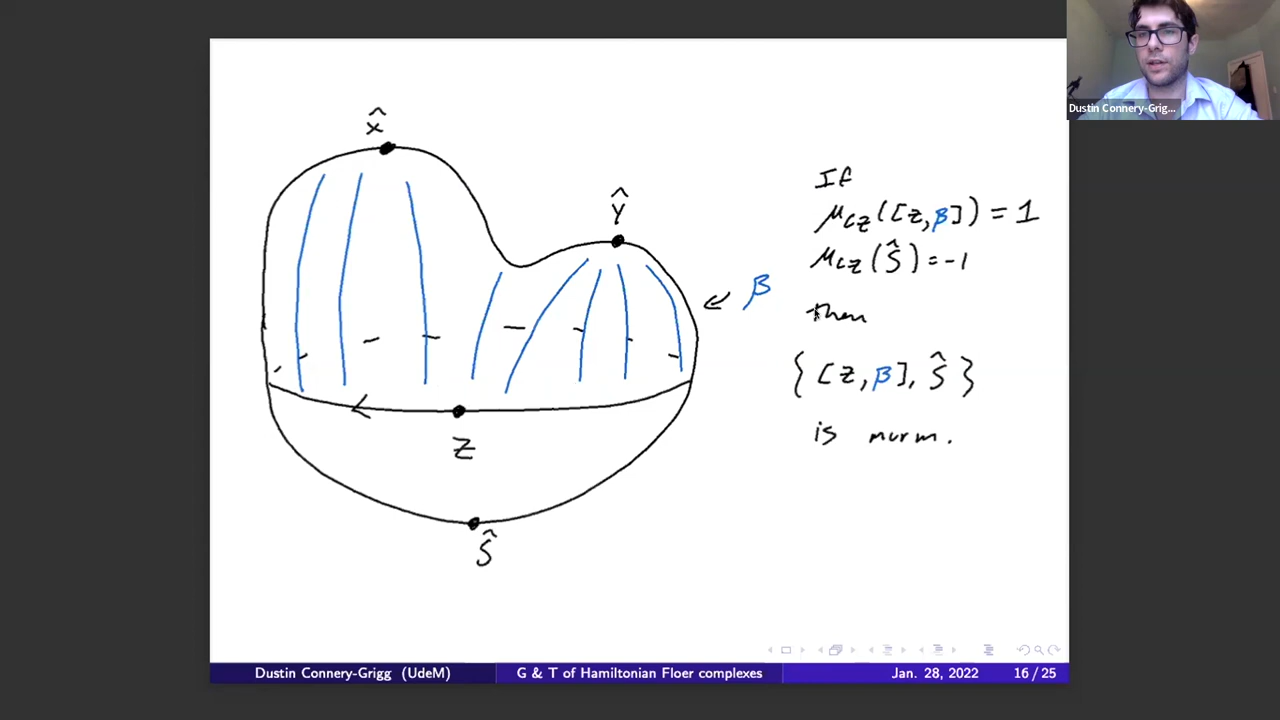 Dustin Connery-Grig...
x̂
ŷ
β
z
ŝ
If
μCZ([z,β]) = 1
μCZ(ŝ) = -1
then
{[z,β], ŝ}
is murm.
Dustin Connery-Grigg (UdeM) G & T of Hamiltonian Floer complexes Jan. 28, 2022 16 / 25